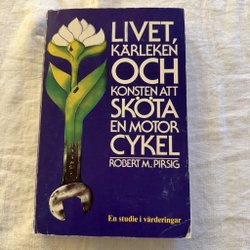 LIVET,
KÄRLEKEN
OCH
KONSTEN ATT
SKÖTA
EN MOTOR
CYKEL
ROBERT M. PIRSIG
En studie i värderingar